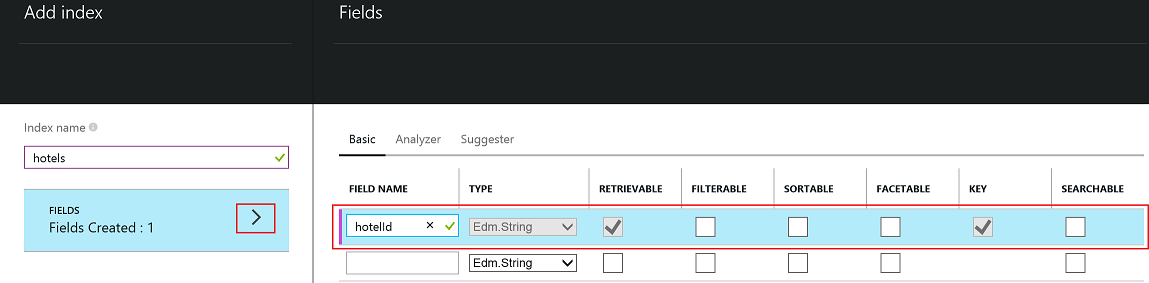 Add index
Fields
Index name
hotels
FIELDS
Fields Created : 1
Basic Analyzer Suggester
FIELD NAME TYPE RETRIEVABLE FILTERABLE SORTABLE FACETABLE KEY SEARCHABLE
hotelId Edm.String
Edm.String